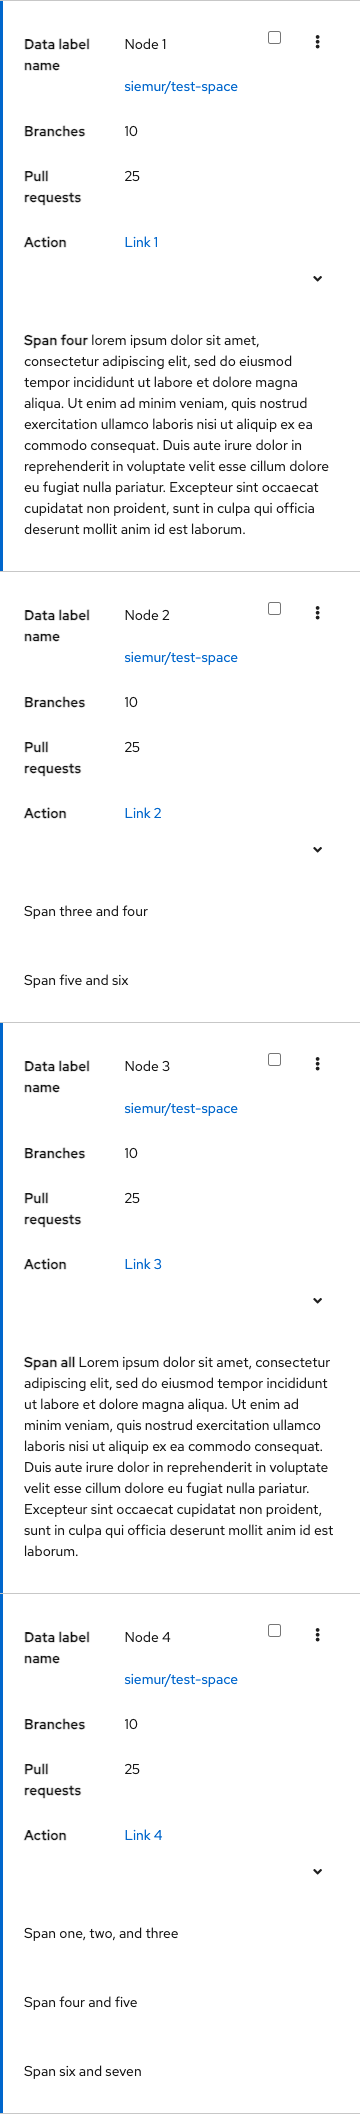 Data label name Node 1
siemur/test-space
Branches 10
Pull requests 25
Action Link 1
Span four lorem ipsum dolor sit amet,
consectetur adipiscing elit, sed do eiusmod
tempor incididunt ut labore et dolore magna
aliqua. Ut enim ad minim veniam, quis nostrud
exercitation ullamco laboris nisi ut aliquip ex ea
commodo consequat. Duis aute irure dolor in
reprehenderit in voluptate velit esse cillum dolore
eu fugiat nulla pariatur. Excepteur sint occaecat
cupidatat non proident, sunt in culpa qui officia
deserunt mollit anim id est laborum.
Data label name Node 2
siemur/test-space
Branches 10
Pull requests 25
Action Link 2
Span three and four
Span five and six
Data label name Node 3
siemur/test-space
Branches 10
Pull requests 25
Action Link 3
Span all Lorem ipsum dolor sit amet, consectetur
adipiscing elit, sed do eiusmod tempor incididunt
ut labore et dolore magna aliqua. Ut enim ad
minim veniam, quis nostrud exercitation ullamco
laboris nisi ut aliquip ex ea commodo consequat.
Duis aute irure dolor in reprehenderit in voluptate
velit esse cillum dolore eu fugiat nulla pariatur.
Excepteur sint occaecat cupidatat non proident,
sunt in culpa qui officia deserunt mollit anim id est
laborum.
Data label name Node 4
siemur/test-space
Branches 10
Pull requests 25
Action Link 4
Span one, two, and three
Span four and five
Span six and seven